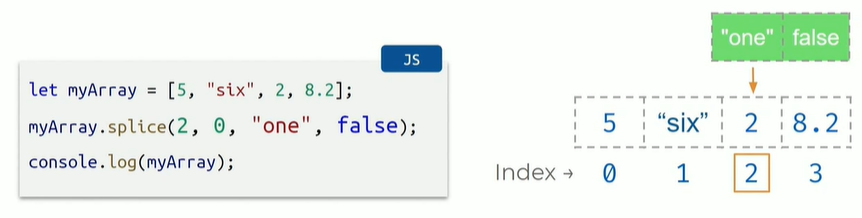 JS
let myArray = [5, "six", 2, 8.2];
myArray.splice(2, 0, "one", false);
console.log(myArray);
"one" false
5 “six” 2 8.2
Index → 0 1 2 3